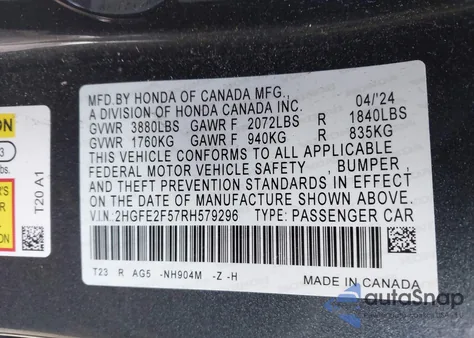 MFD.BY HONDA OF CANADA MFG.,
A DIVISION OF HONDA CANADA INC.
04/'24
GVWR 3880LBS GAWR F 2072LBS R 1840LBS
GVWR 1760KG GAWR F 940KG R 835KG
THIS VEHICLE CONFORMS TO ALL APPLICABLE
FEDERAL MOTOR VEHICLE SAFETY , BUMPER ,
AND THEFT PREVENTION STANDARDS IN EFFECT
ON THE DATE OF MANUFACTURE SHOWN ABOVE.
V.I.N: 2HGFE2F57RH579296 TYPE: PASSENGER CAR
T23 R AG5 -NH904M -Z -H
MADE IN CANADA
ON
3
bs.
T20 A1
autoSnap